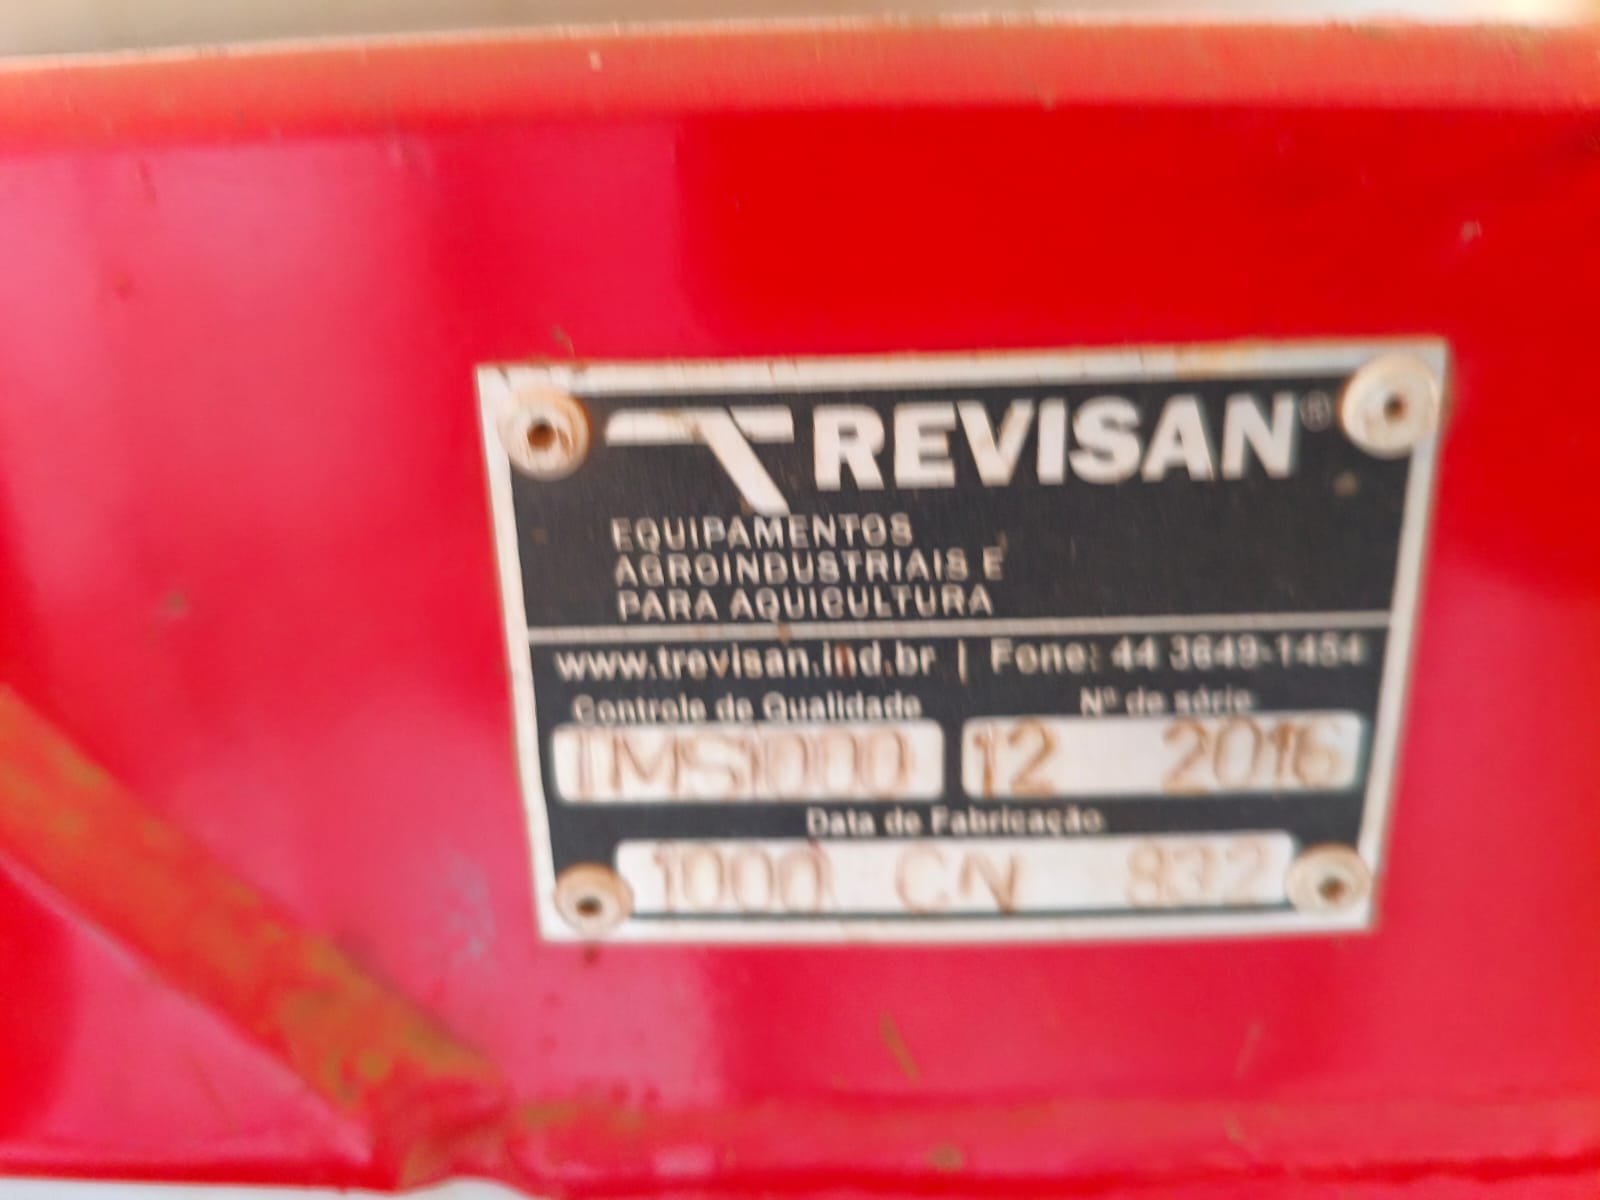 TREVISAN®
EQUIPAMENTOS
AGROINDUSTRIAIS E
PARA AQUICULTURA
www.trevisan.ind.br | Fone: 44 3649-1454
Controle de Qualidade Nº de série
TMS1000 12 2016
Data de Fabricação
1000 CN 832